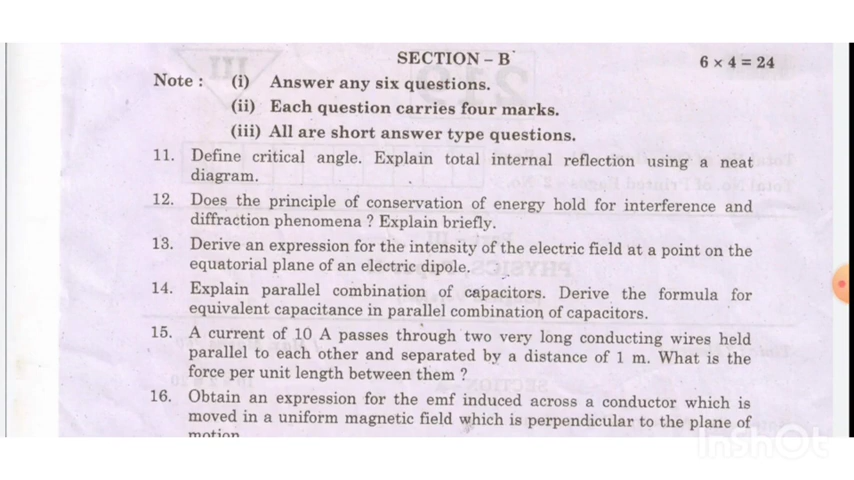 SECTION – B
6 × 4 = 24
Note : (i) Answer any six questions.
(ii) Each question carries four marks.
(iii) All are short answer type questions.
11. Define critical angle. Explain total internal reflection using a neat
diagram.
12. Does the principle of conservation of energy hold for interference and
diffraction phenomena ? Explain briefly.
13. Derive an expression for the intensity of the electric field at a point on the
equatorial plane of an electric dipole.
14. Explain parallel combination of capacitors. Derive the formula for
equivalent capacitance in parallel combination of capacitors.
15. A current of 10 A passes through two very long conducting wires held
parallel to each other and separated by a distance of 1 m. What is the
force per unit length between them ?
16. Obtain an expression for the emf induced across a conductor which is
moved in a uniform magnetic field which is perpendicular to the plane of
motion
InShOt